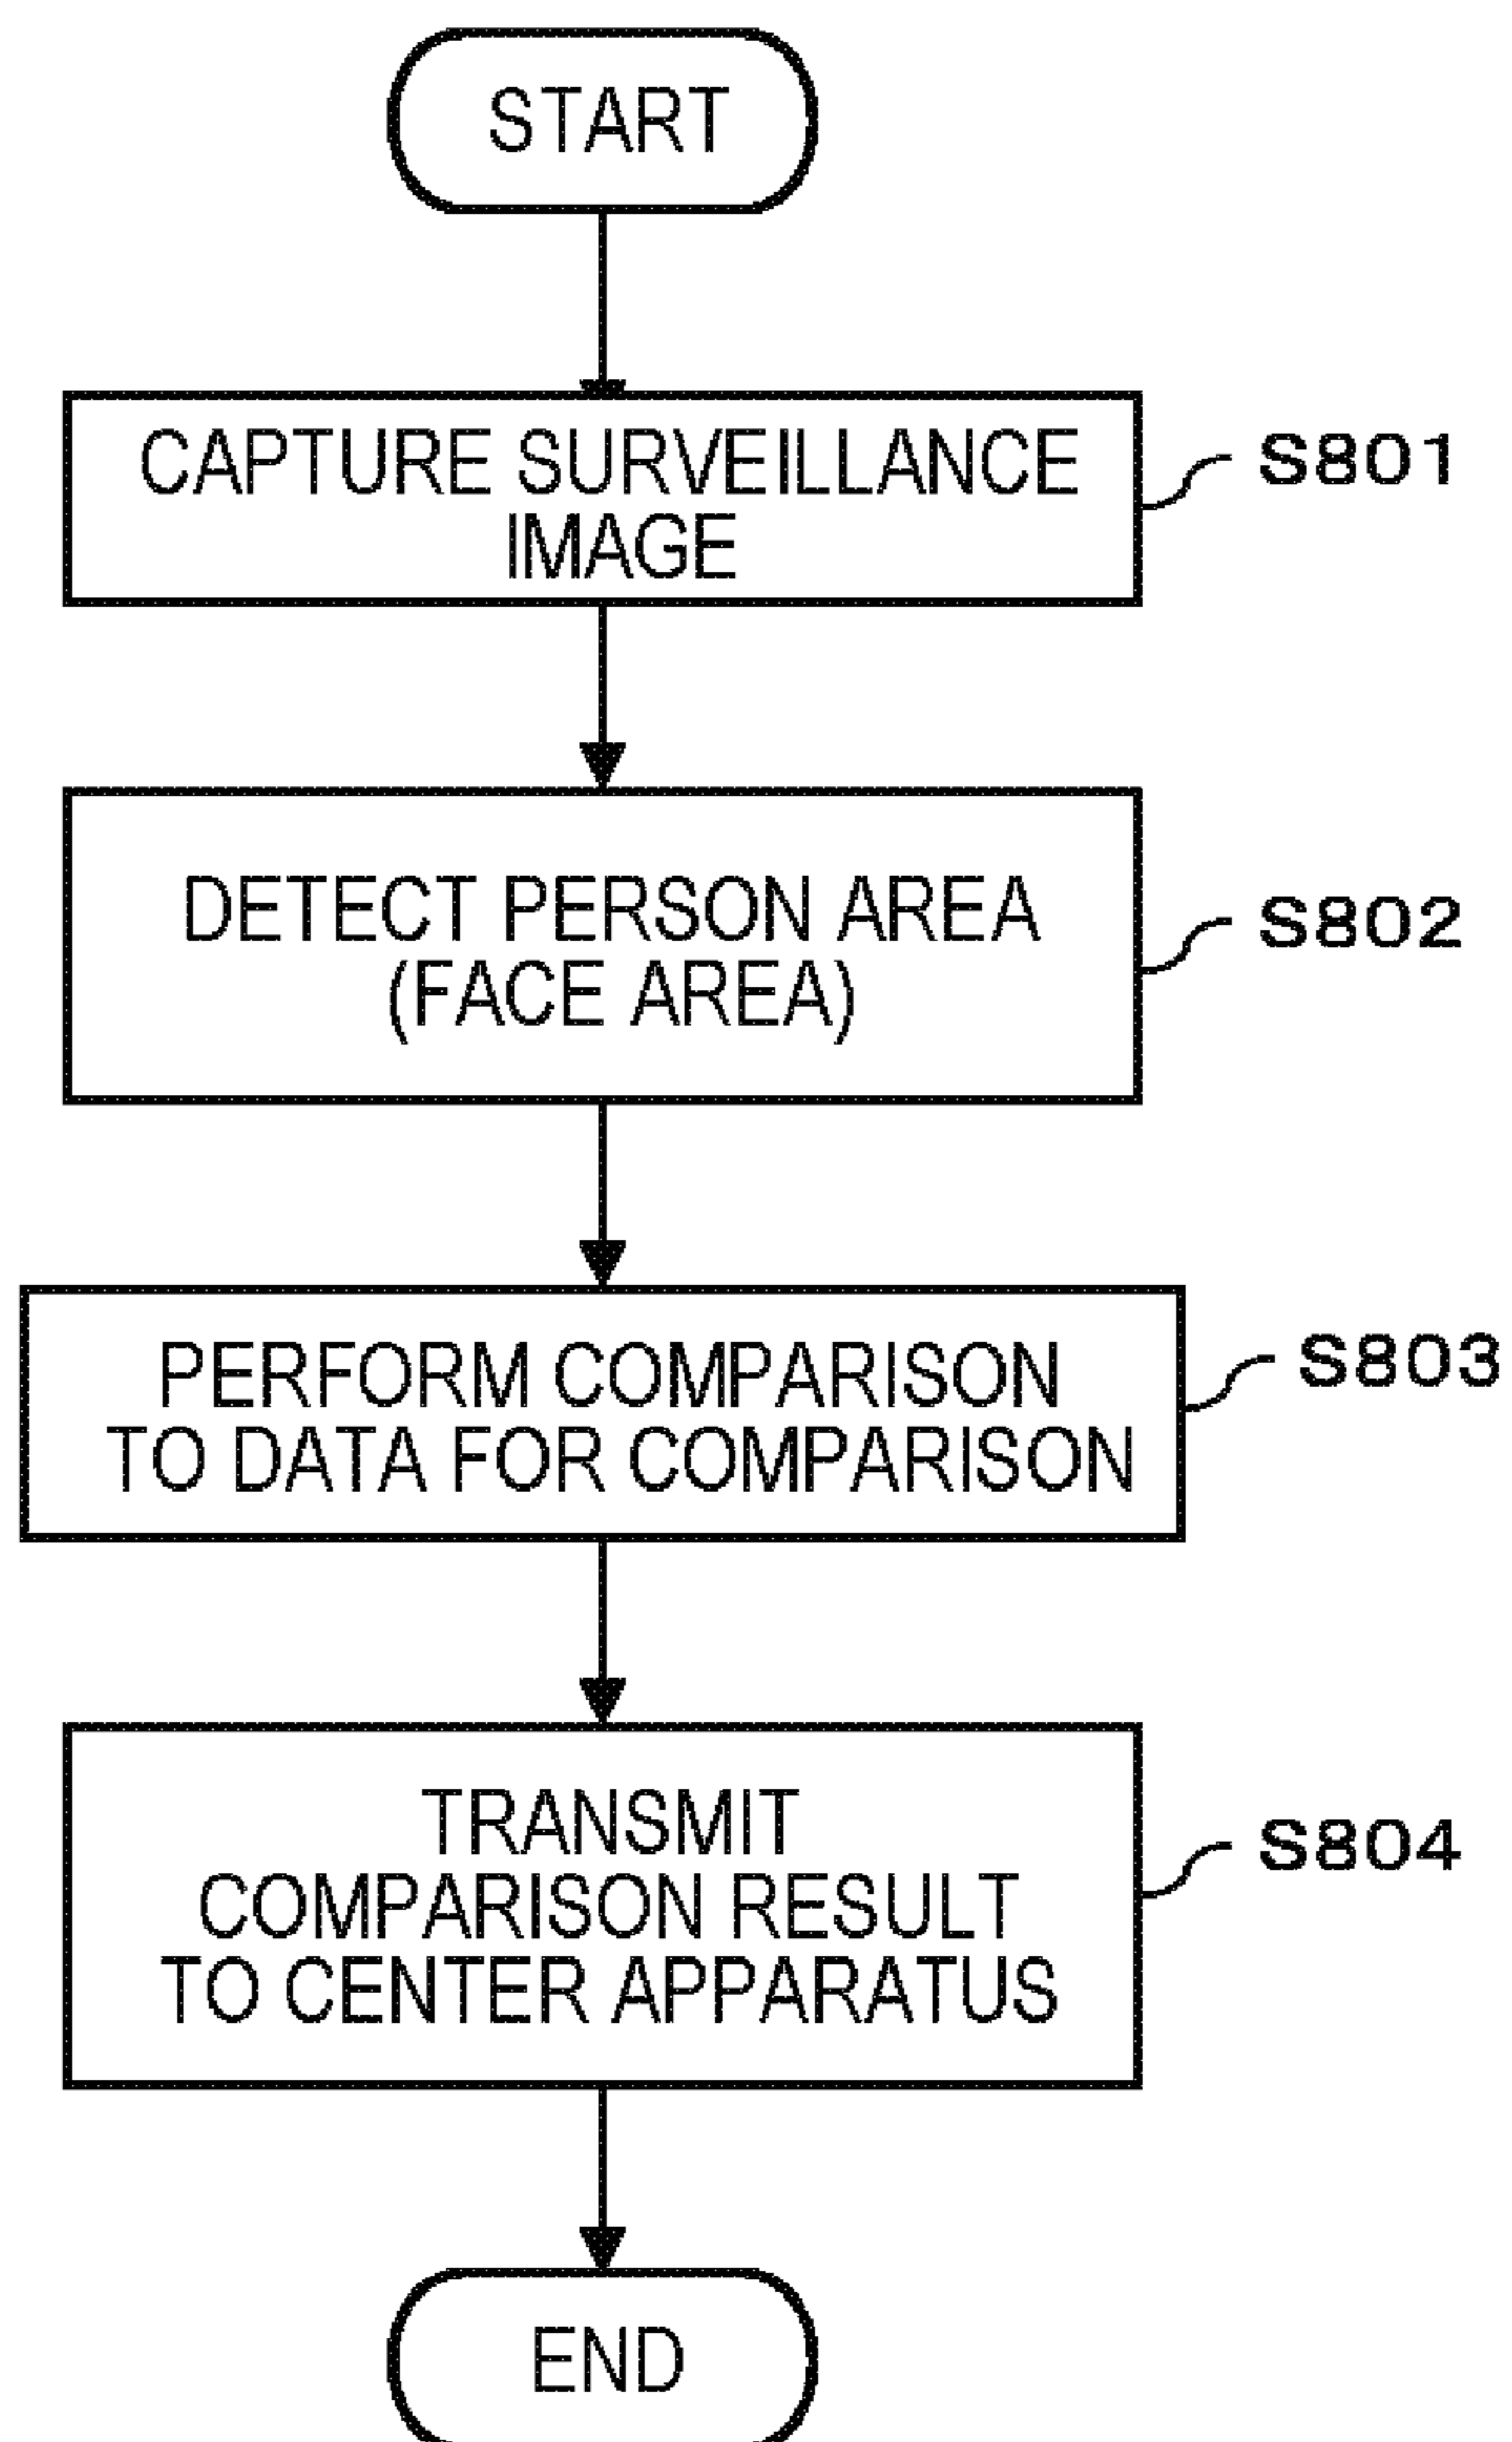 START
CAPTURE SURVEILLANCE
IMAGE
S801
DETECT PERSON AREA
(FACE AREA)
S802
PERFORM COMPARISON
TO DATA FOR COMPARISON
S803
TRANSMIT
COMPARISON RESULT
TO CENTER APPARATUS
S804
END